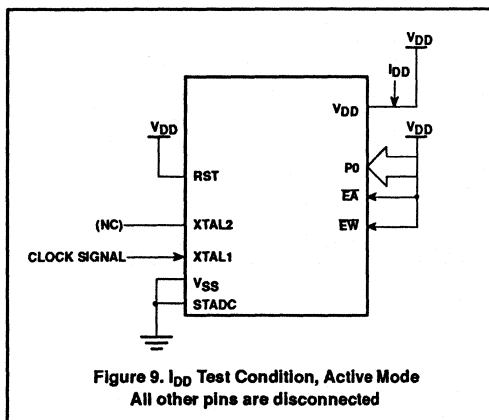 VDD
IDD
VDD
VDD
VDD
P0
RST
EA
(NC)
XTAL2
EW
CLOCK SIGNAL
XTAL1
VSS
STADC
Figure 9. IDD Test Condition, Active Mode
All other pins are disconnected